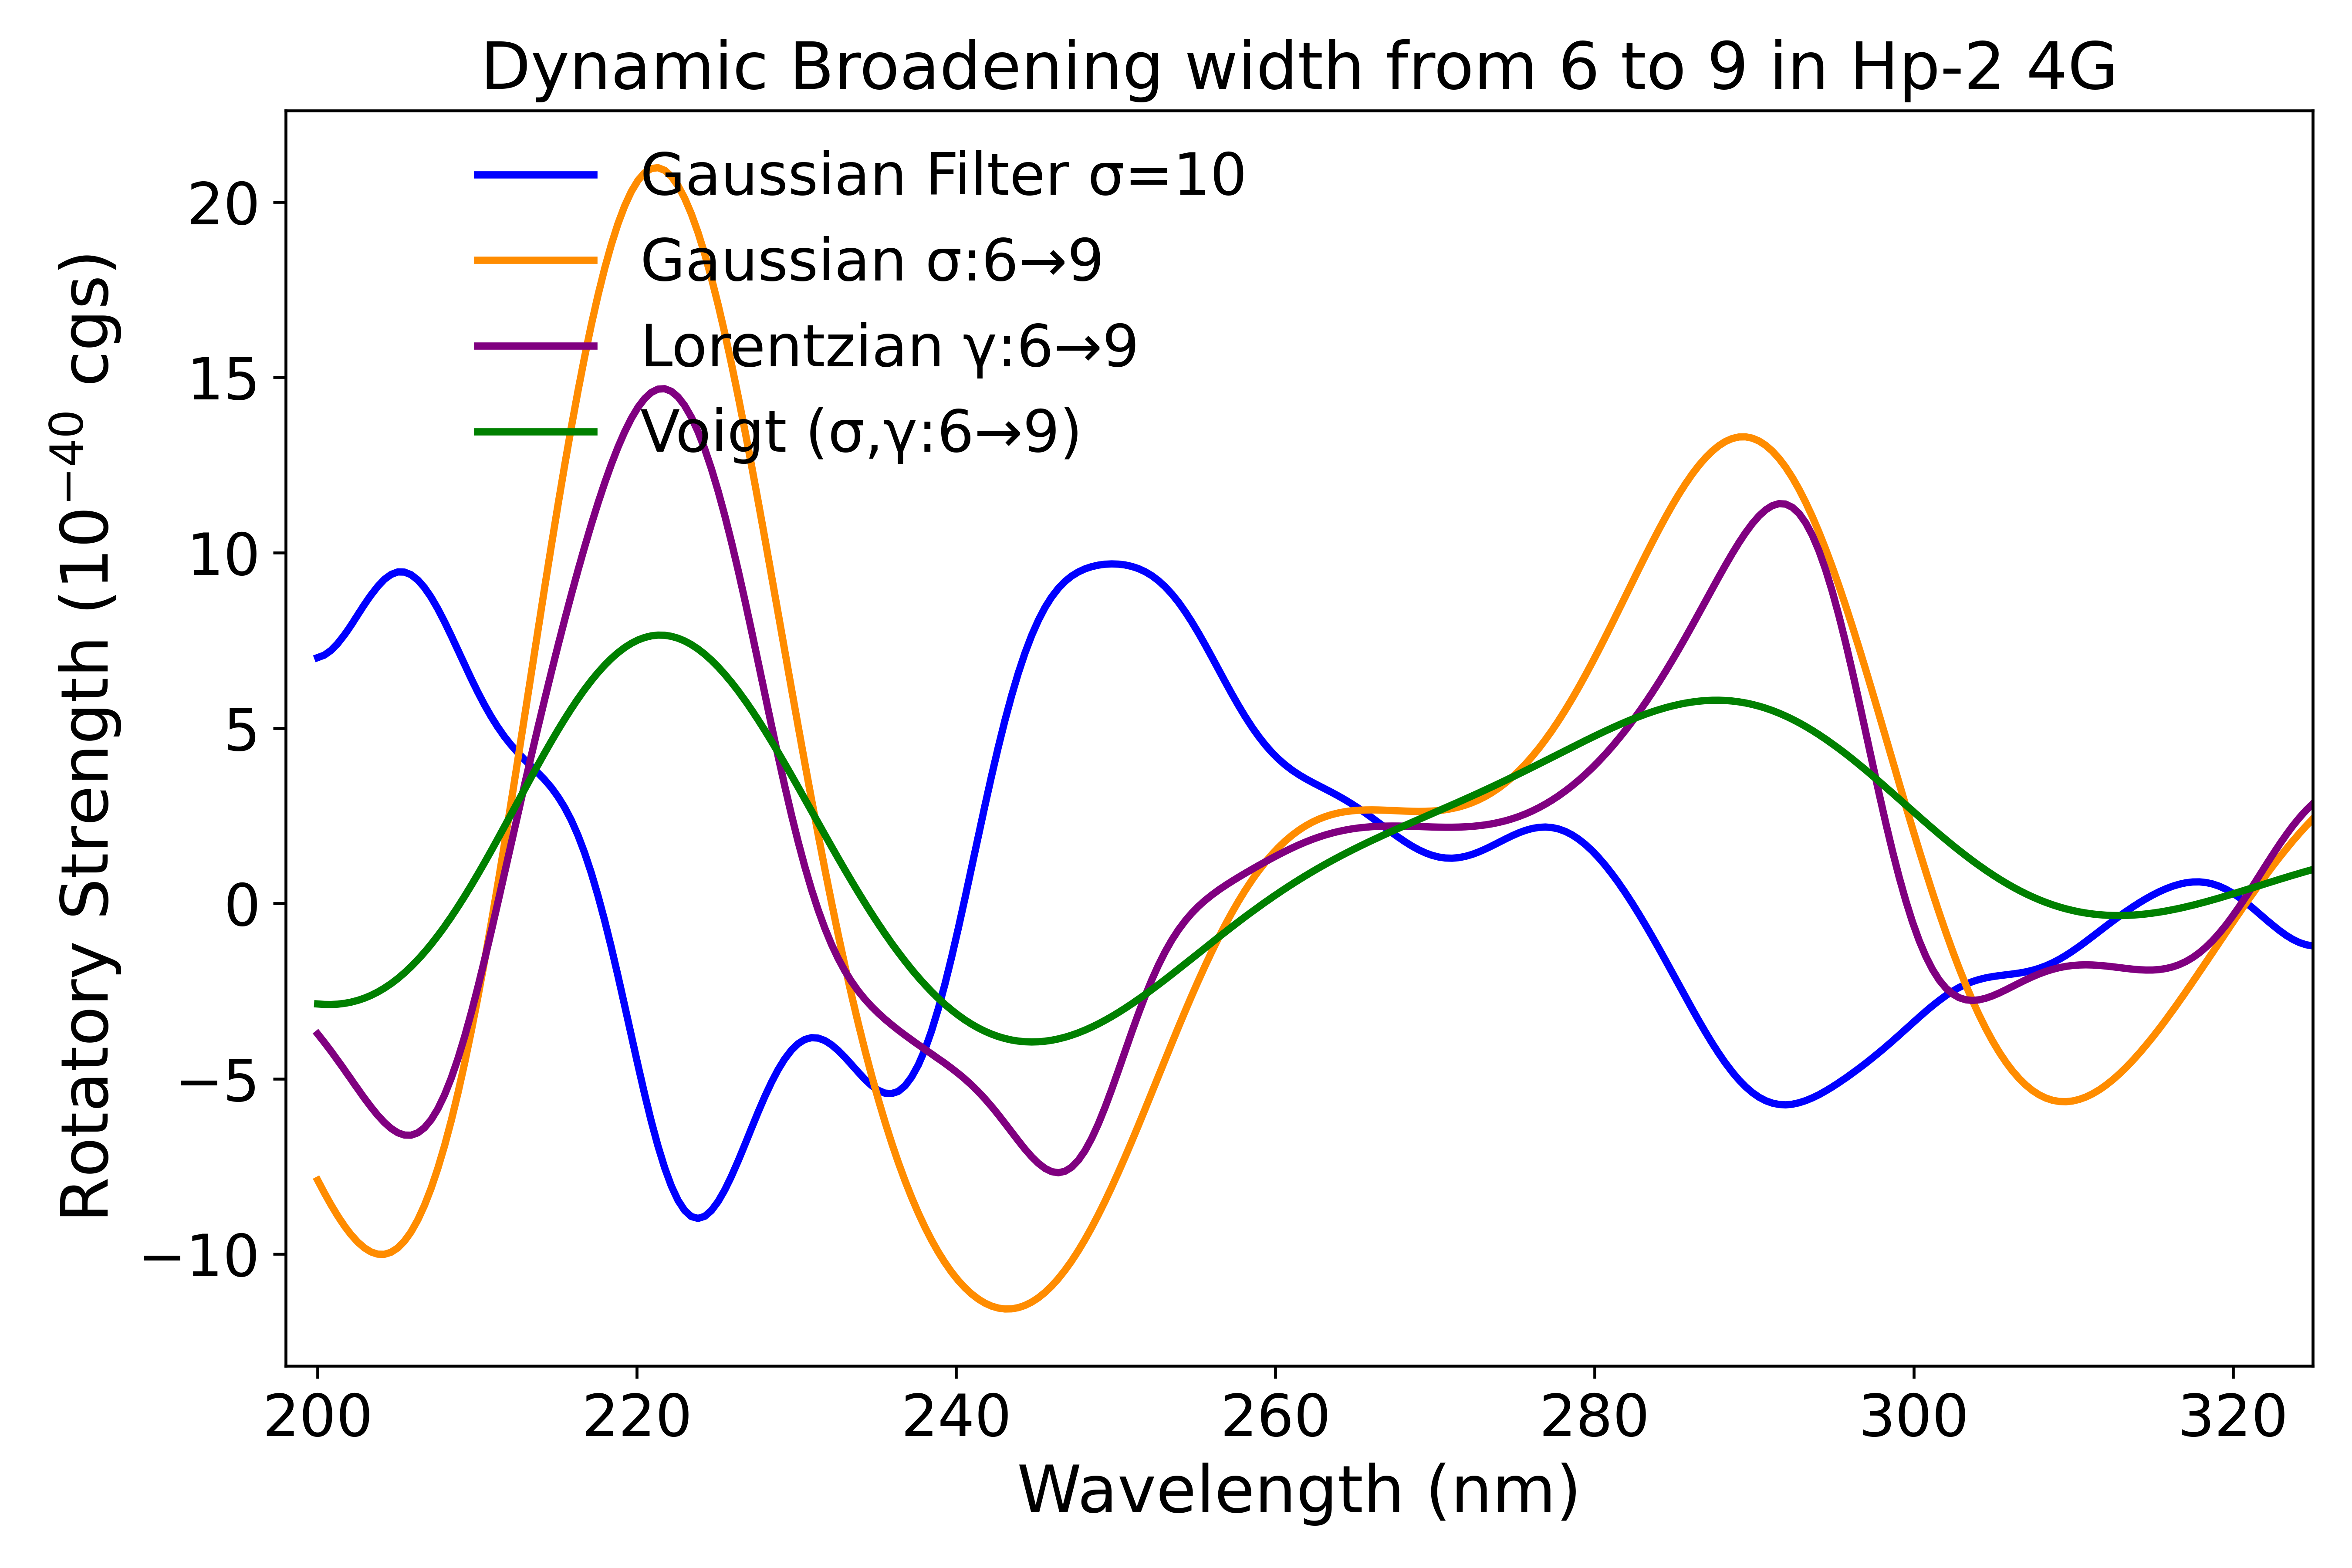 Dynamic Broadening width from 6 to 9 in Hp-2 4G
Gaussian Filter σ=10
Gaussian σ:6→9
Lorentzian γ:6→9
Voigt (σ,γ:6→9)
Rotatory Strength (10⁻⁴⁰ cgs)
20
15
10
5
0
−5
−10
200 220 240 260 280 300 320
Wavelength (nm)